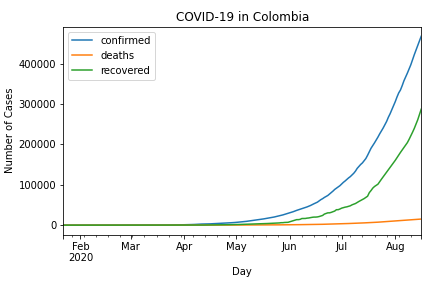 COVID-19 in Colombia
confirmed
deaths
recovered
Number of Cases
400000
300000
200000
100000
0
Feb Mar Apr May Jun Jul Aug
2020
Day